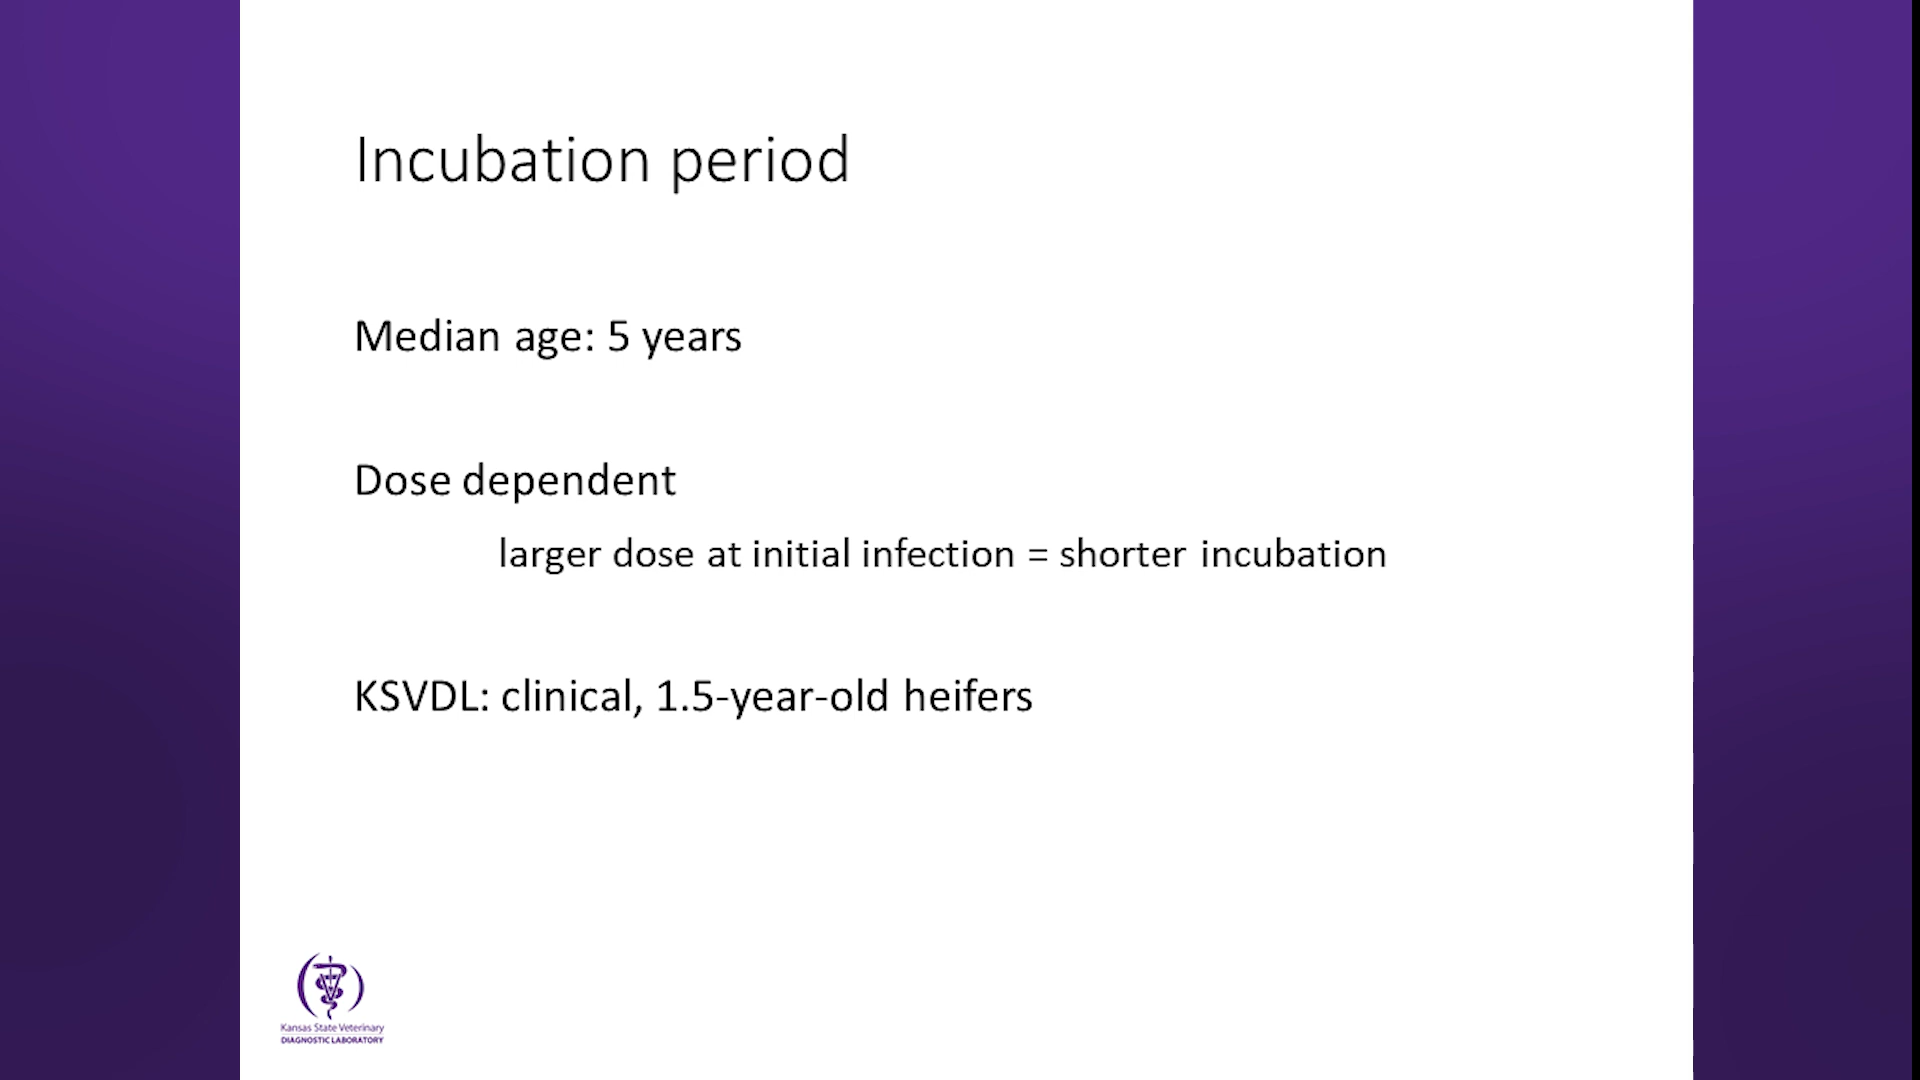 Incubation period
Median age: 5 years
Dose dependent
larger dose at initial infection = shorter incubation
KSVDL: clinical, 1.5-year-old heifers
Kansas State Veterinary
DIAGNOSTIC LABORATORY